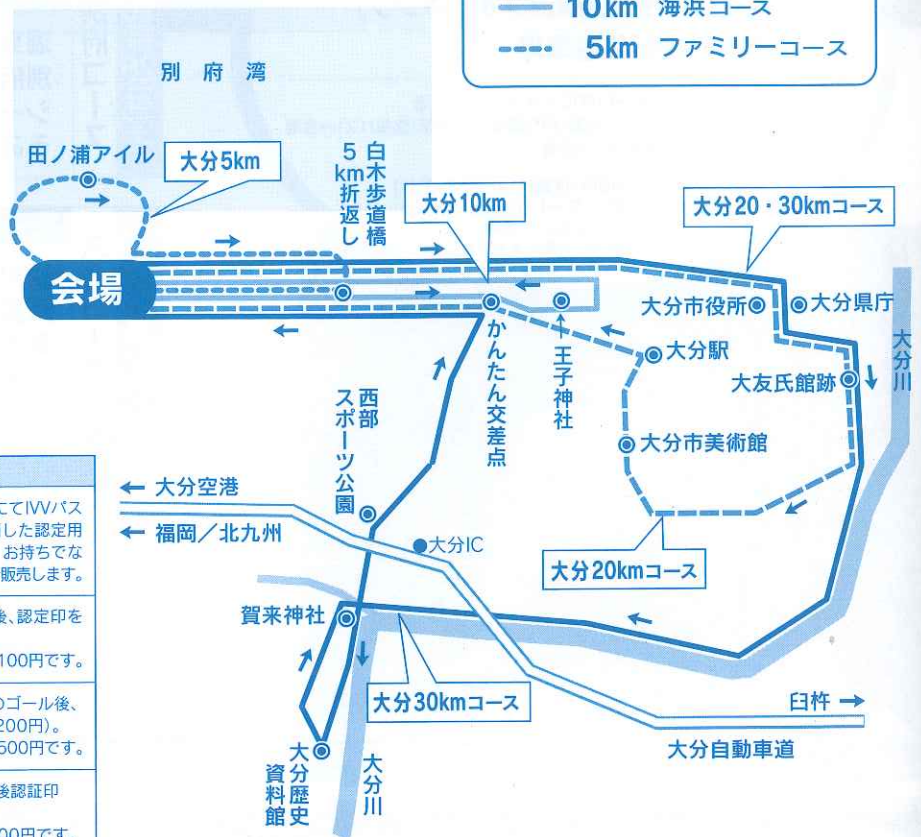 10km 海浜コース
5km ファミリーコース
別府湾
田ノ浦アイル
大分5km
白木歩道橋
5km折返し
大分10km
大分20・30kmコース
会場
大分市役所
大分県庁
大分川
かんたん交差点
王子神社
大分駅
大友氏館跡
大分市美術館
西部
スポーツ公園
← 大分空港
← 福岡/北九州
大分IC
大分20kmコース
賀来神社
大分30kmコース
臼杵 →
大分自動車道
大分歴史
資料館
大分川
にてIVVパス
した認定用
お持ちでな
販売します。
後、認定印を
100円です。
のゴール後、
200円)。
500円です。
後認証印
00円です。